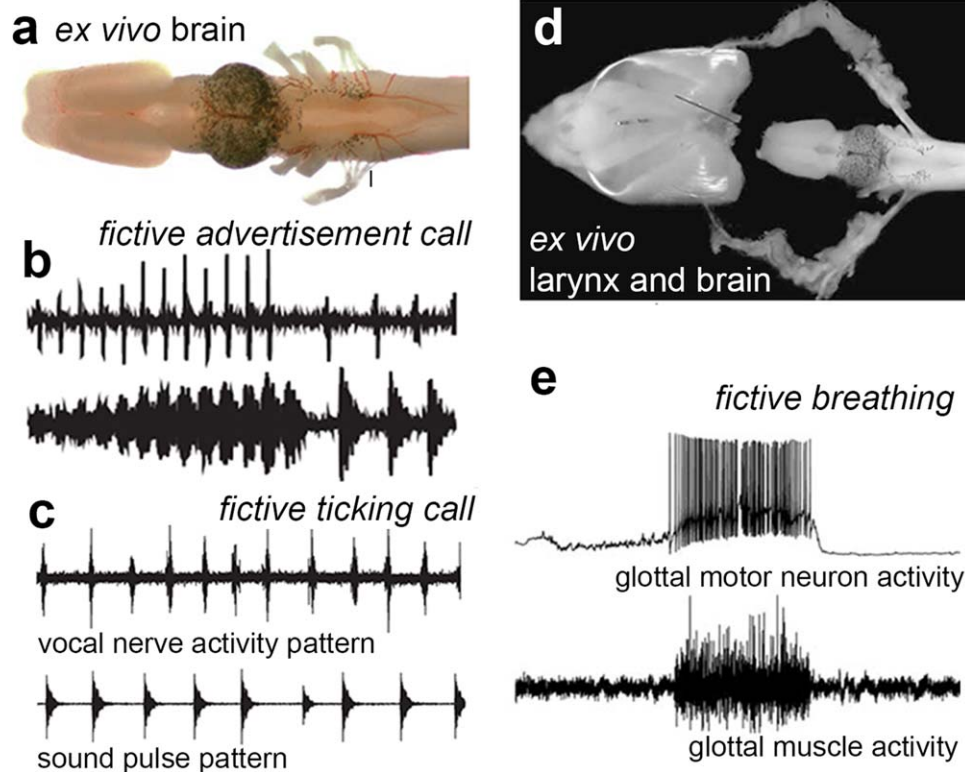 a ex vivo brain
fictive advertisement call
b
c fictive ticking call
vocal nerve activity pattern
sound pulse pattern
d
ex vivo
larynx and brain
e
fictive breathing
glottal motor neuron activity
glottal muscle activity